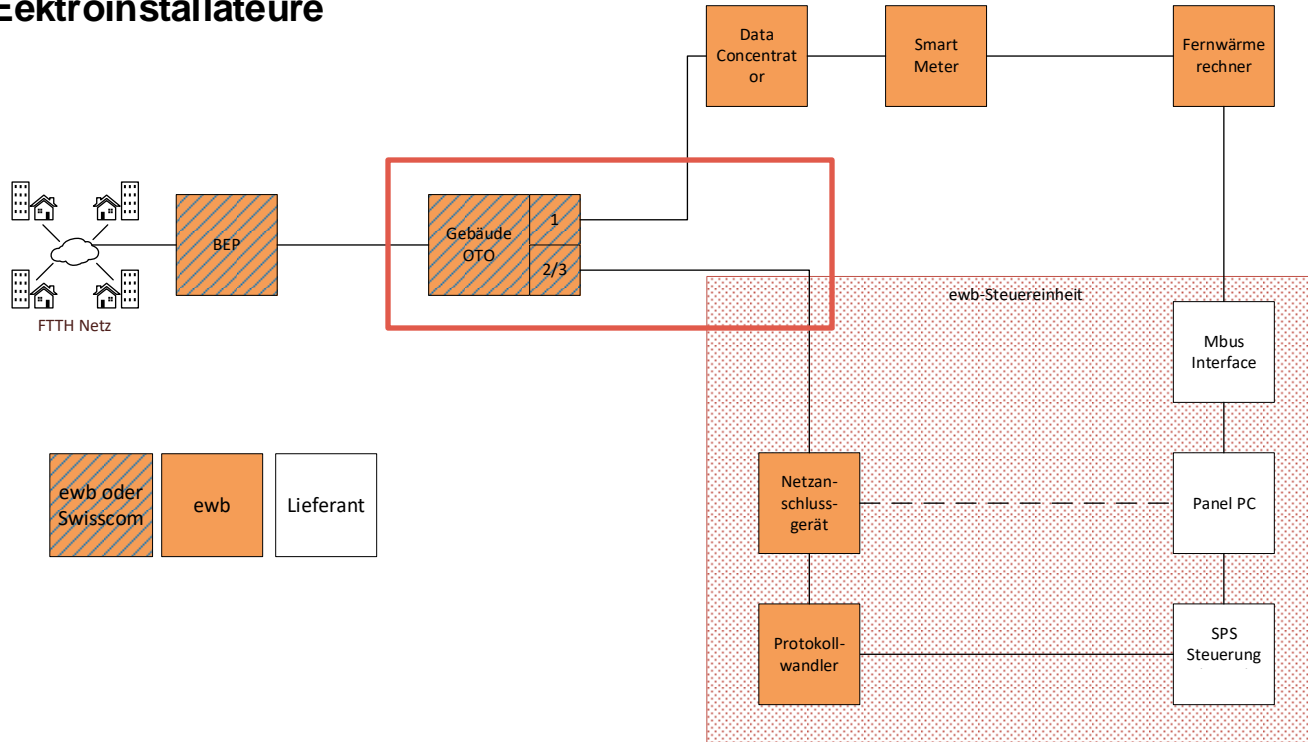 Eektroinstallateure
Data
Concentrat
or
Smart
Meter
Fernwärme
rechner
BEP
Gebäude
OTO
1
2/3
FTTH Netz
ewb-Steuereinheit
Mbus
Interface
ewb oder
Swisscom
ewb
Lieferant
Netzan-
schluss-
gerät
Panel PC
Protokoll-
wandler
SPS
Steuerung